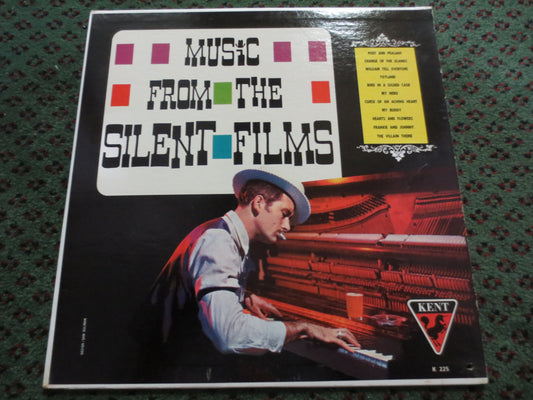 MUSIC
FROM THE
SILENT FILMS
POET AND PEASANT
CHARGE OF THE GUARDS
WILLIAM TELL OVERTURE
TOYLAND
BIRD IN A GILDED CAGE
MY HERO
CURSE OF AN ACHING HEART
MY BUDDY
HEARTS AND FLOWERS
FRANKIE AND JOHNNY
THE VILLAIN THEME
KENT
K 225